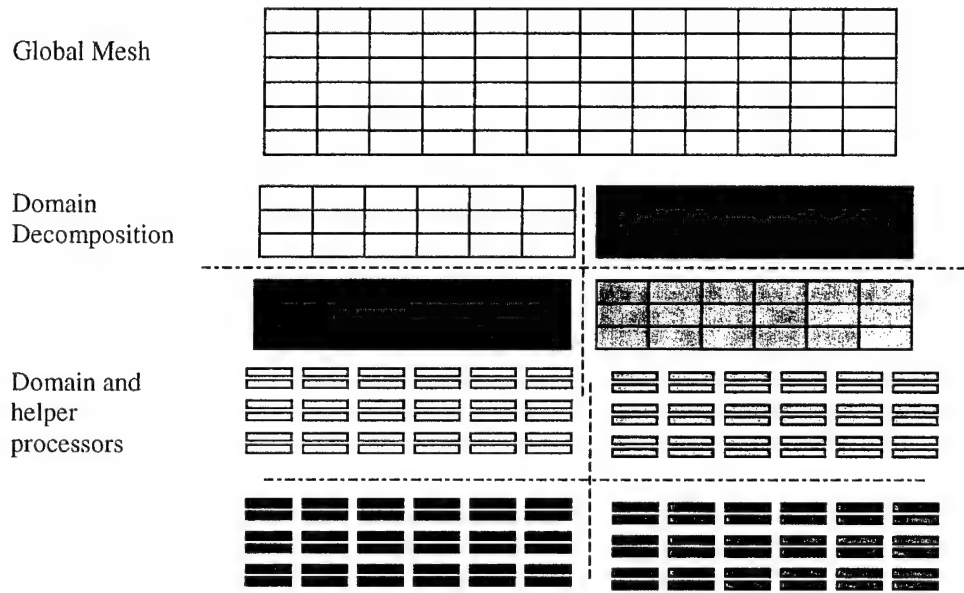 Global Mesh
Domain
Decomposition
Domain and
helper
processors